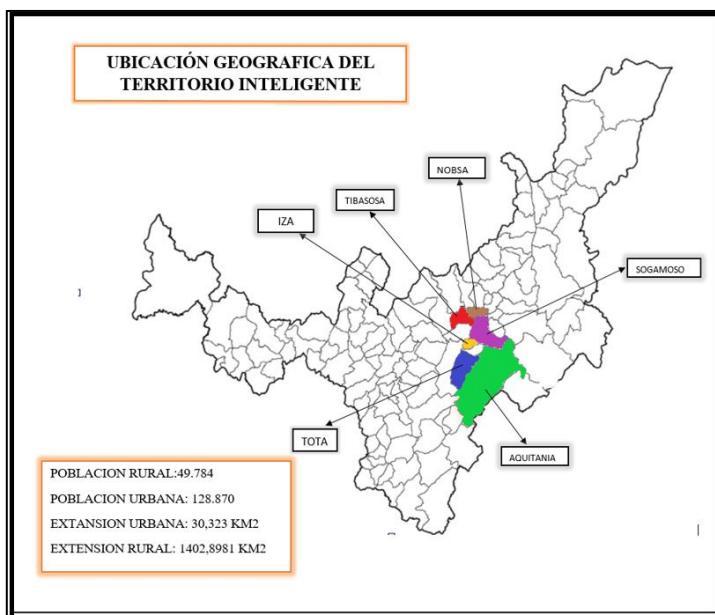 UBICACIÓN GEOGRAFICA DEL
TERRITORIO INTELIGENTE
NOBSA
TIBASOSA
IZA
SOGAMOSO
TOTA
AQUITANIA
POBLACION RURAL:49.784
POBLACION URBANA: 128.870
EXTANSION URBANA: 30,323 KM2
EXTENSION RURAL: 1402,8981 KM2